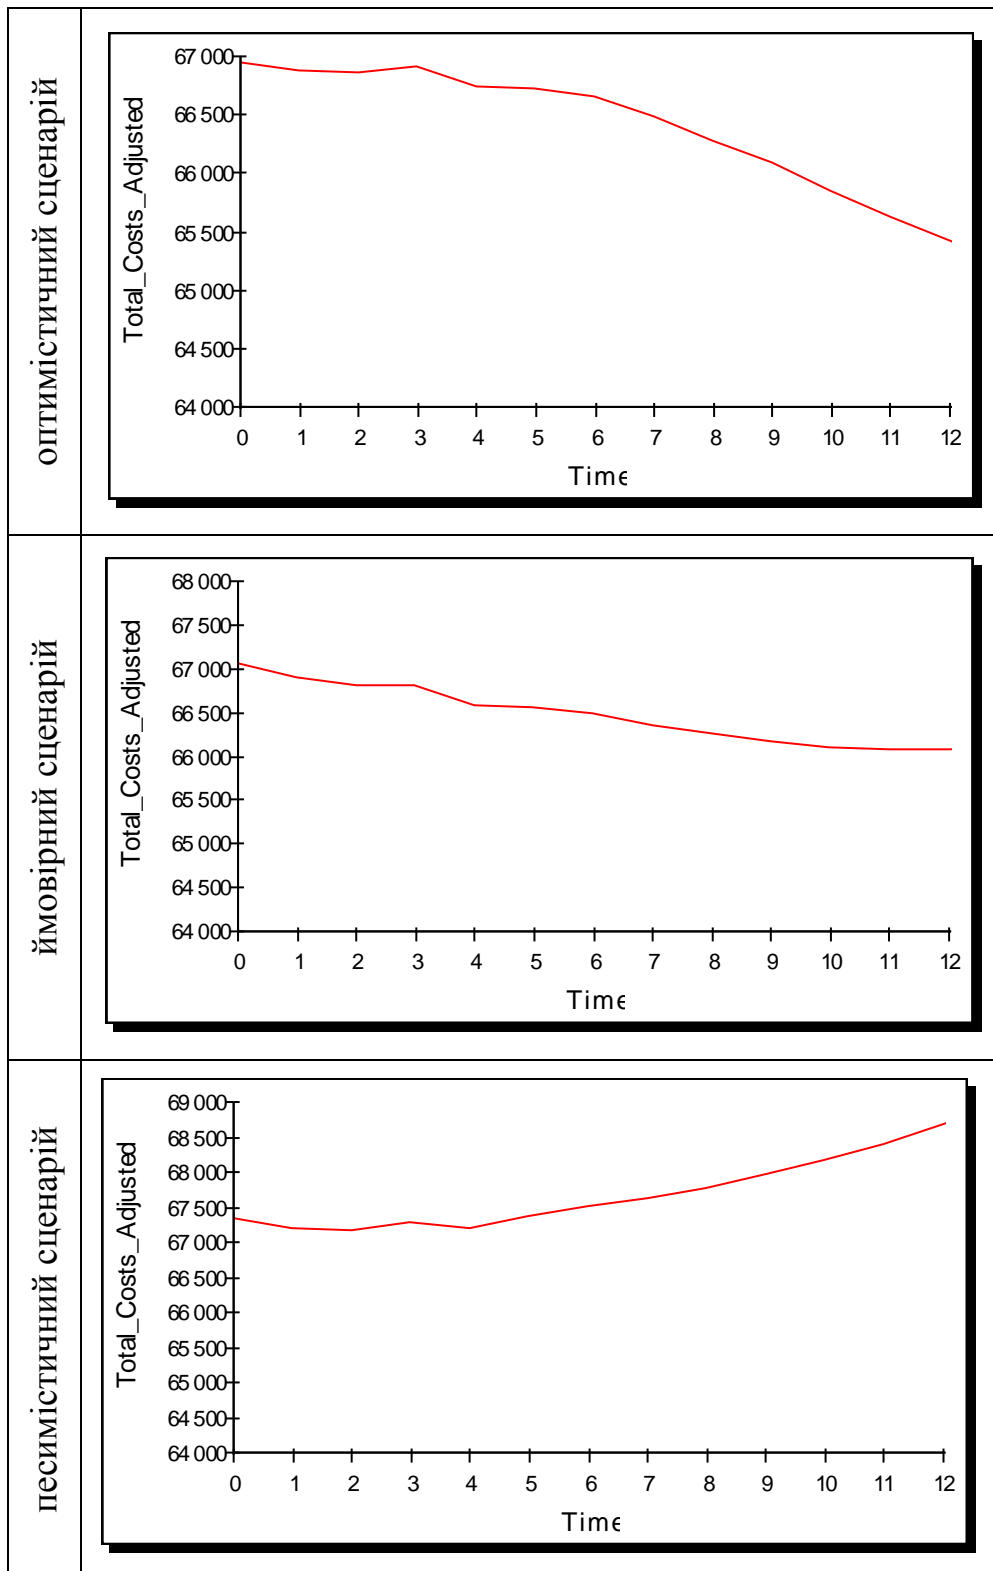 оптимістичний сценарій
Total_Costs_Adjusted
67 000
66 500
66 000
65 500
65 000
64 500
64 000
0 1 2 3 4 5 6 7 8 9 10 11 12
Time
ймовірний сценарій
Total_Costs_Adjusted
68 000
67 500
67 000
66 500
66 000
65 500
65 000
64 500
64 000
0 1 2 3 4 5 6 7 8 9 10 11 12
Time
песимістичний сценарій
Total_Costs_Adjusted
69 000
68 500
68 000
67 500
67 000
66 500
66 000
65 500
65 000
64 500
64 000
0 1 2 3 4 5 6 7 8 9 10 11 12
Time